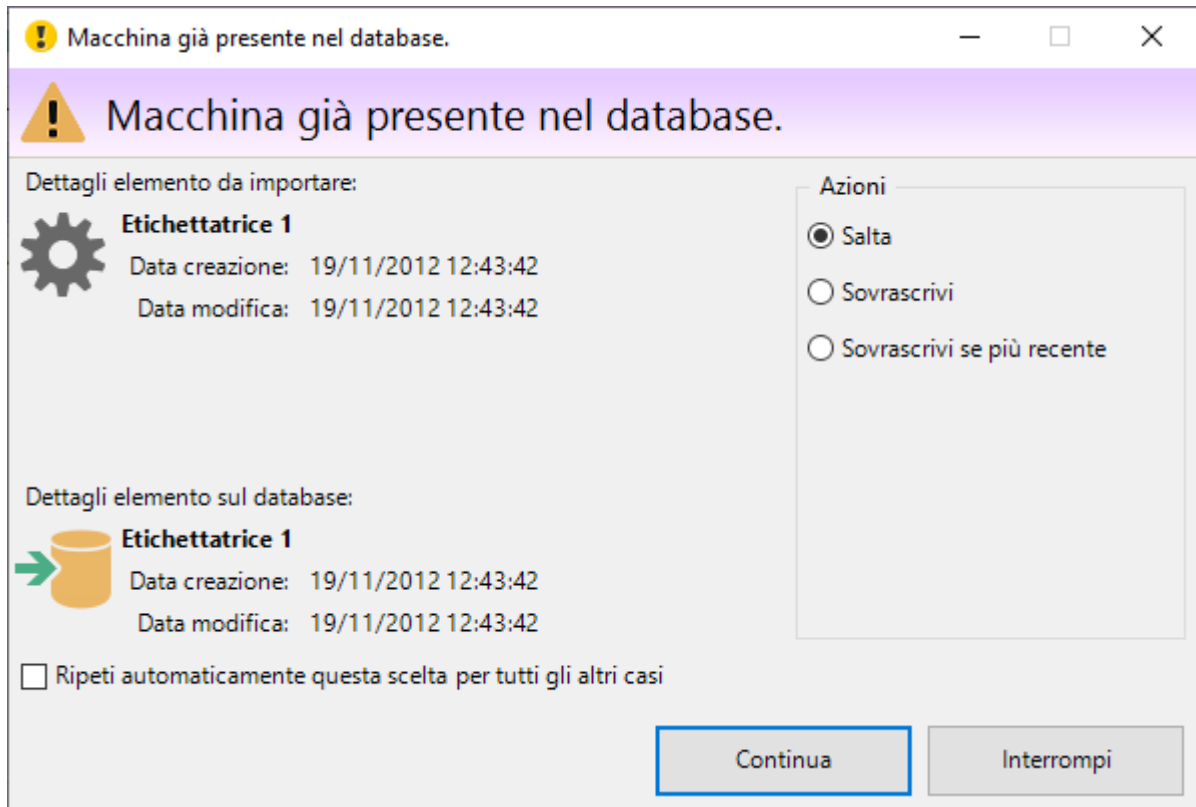 Macchina già presente nel database.
Macchina già presente nel database.
Dettagli elemento da importare:
Etichettatrice 1
Data creazione: 19/11/2012 12:43:42
Data modifica: 19/11/2012 12:43:42
Dettagli elemento sul database:
Etichettatrice 1
Data creazione: 19/11/2012 12:43:42
Data modifica: 19/11/2012 12:43:42
Azioni
Salta
Sovrascrivi
Sovrascrivi se più recente
Ripeti automaticamente questa scelta per tutti gli altri casi
Continua
Interrompi